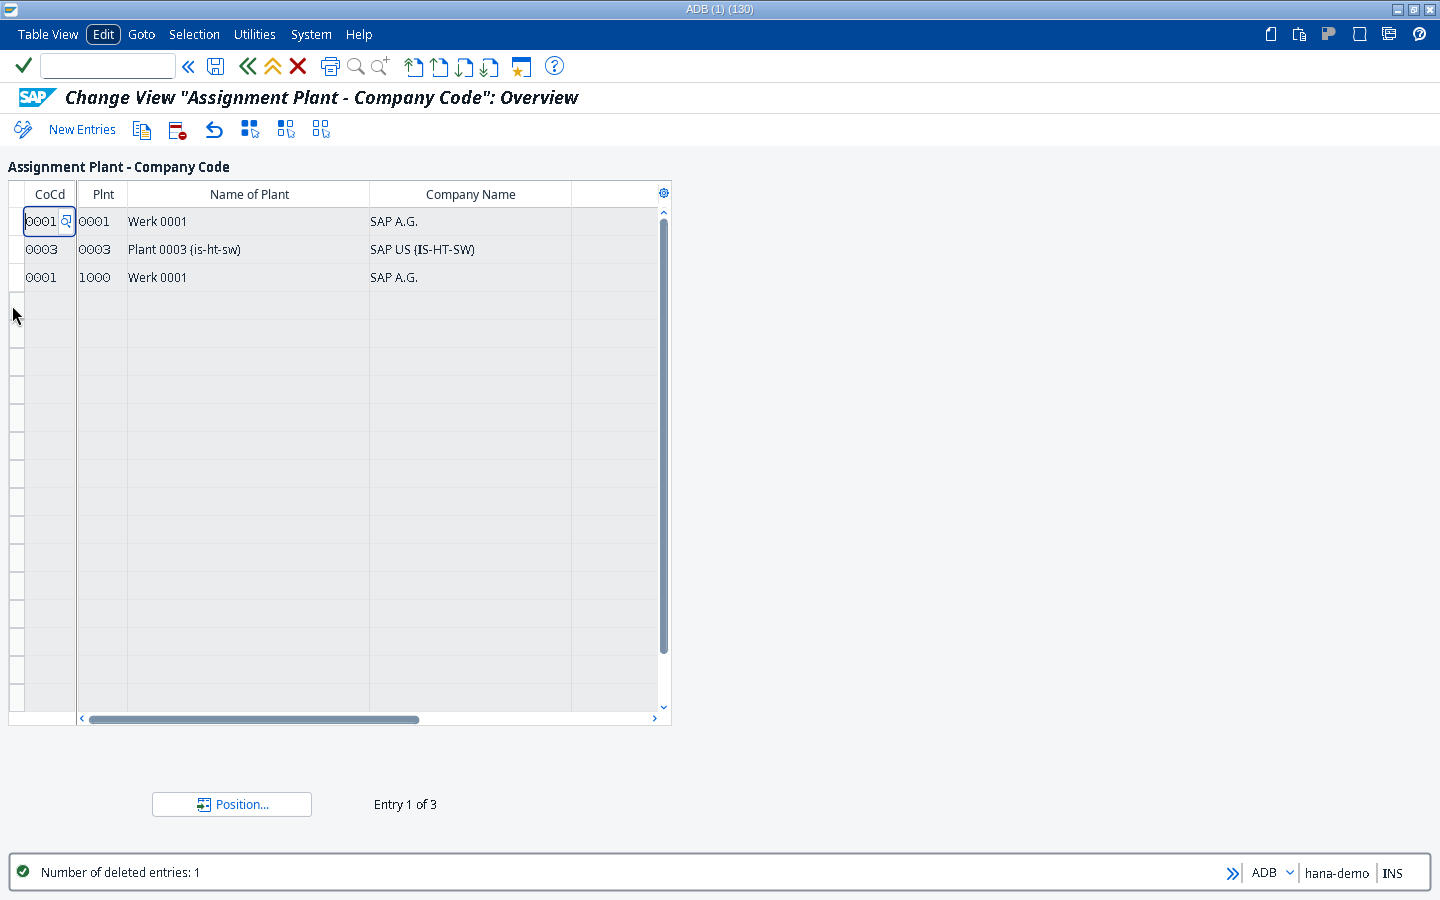 ADB (1) (130)
Table View Edit Goto Selection Utilities System Help
SAP Change View "Assignment Plant - Company Code": Overview
New Entries
Assignment Plant - Company Code
CoCd Plnt Name of Plant Company Name
0001 0001 Werk 0001 SAP A.G.
0003 0003 Plant 0003 (is-ht-sw) SAP US (IS-HT-SW)
0001 1000 Werk 0001 SAP A.G.
Position... Entry 1 of 3
Number of deleted entries: 1 ADB hana-demo INS